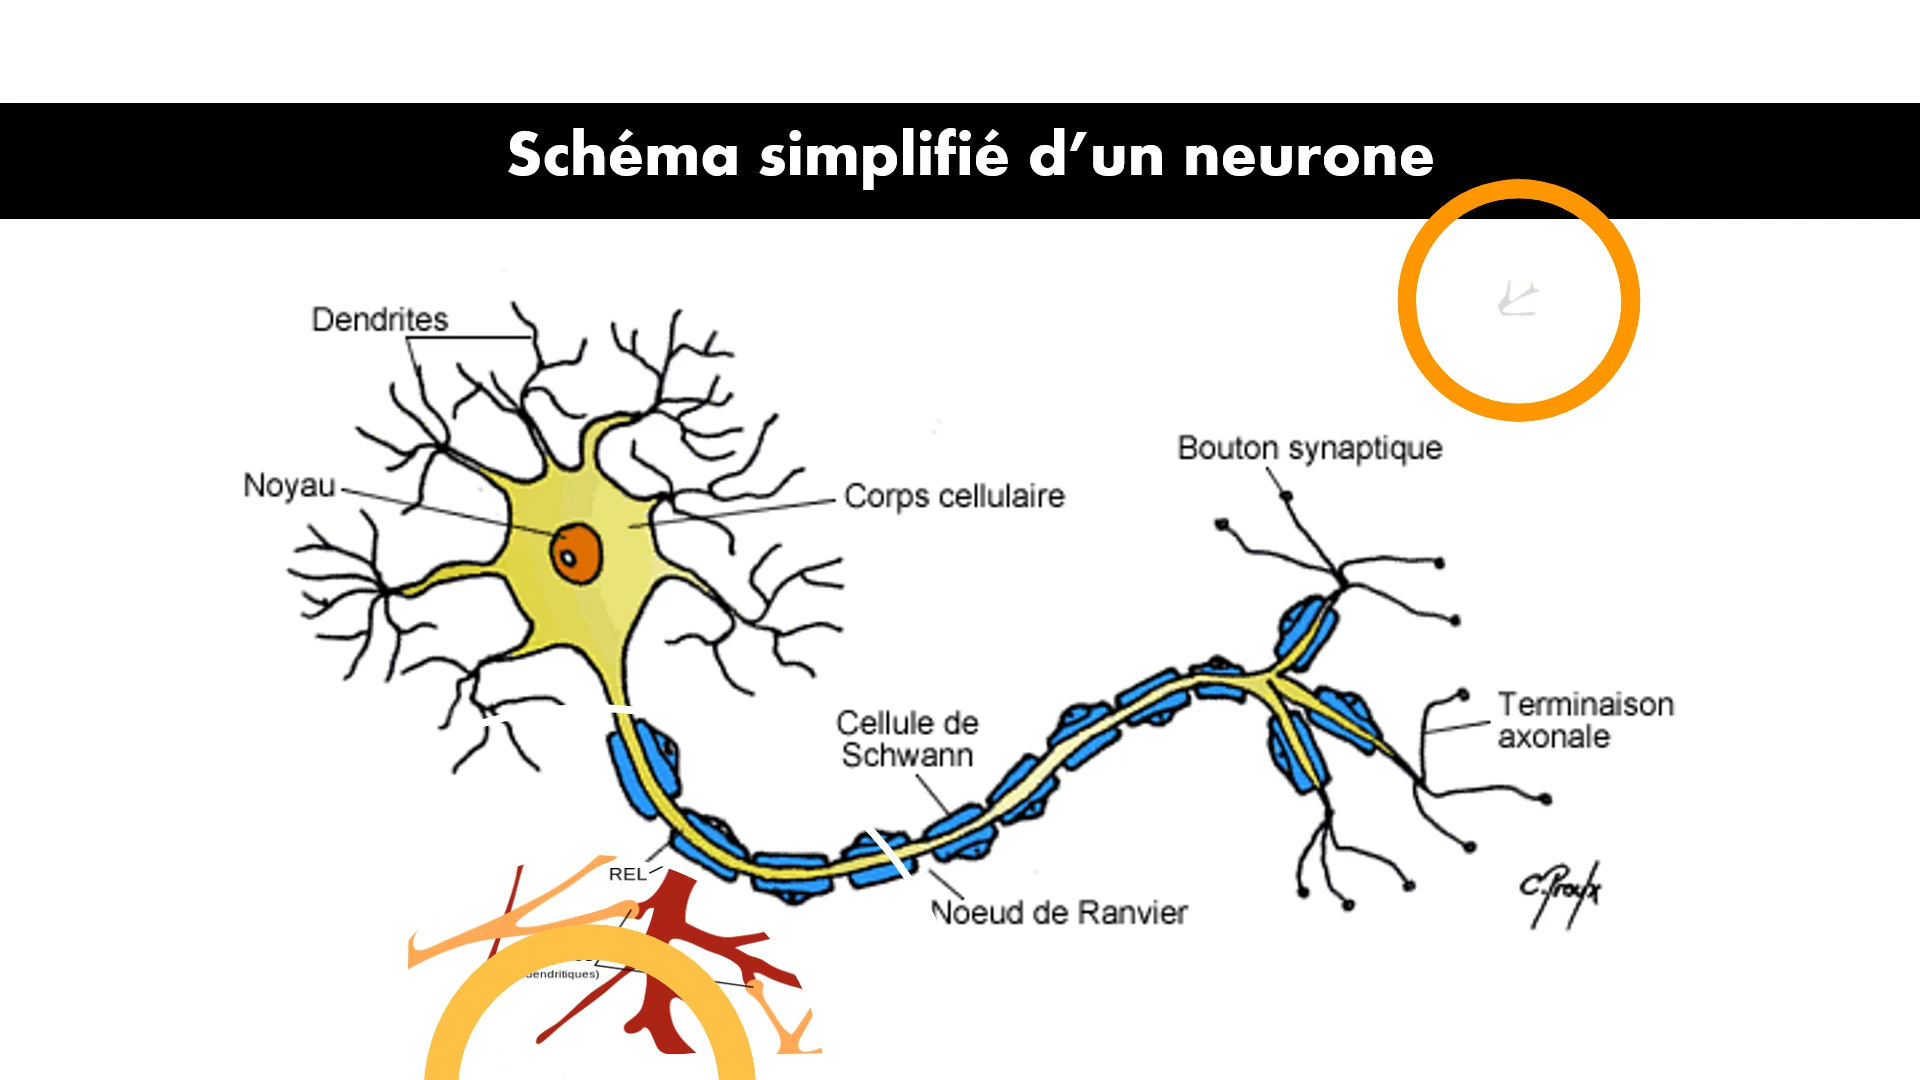 Schéma simplifié d’un neurone
Dendrites
Bouton synaptique
Noyau
Corps cellulaire
Cellule de
Schwann
Terminaison
axonale
REL
Noeud de Ranvier
C. Proulx
dendritiques)